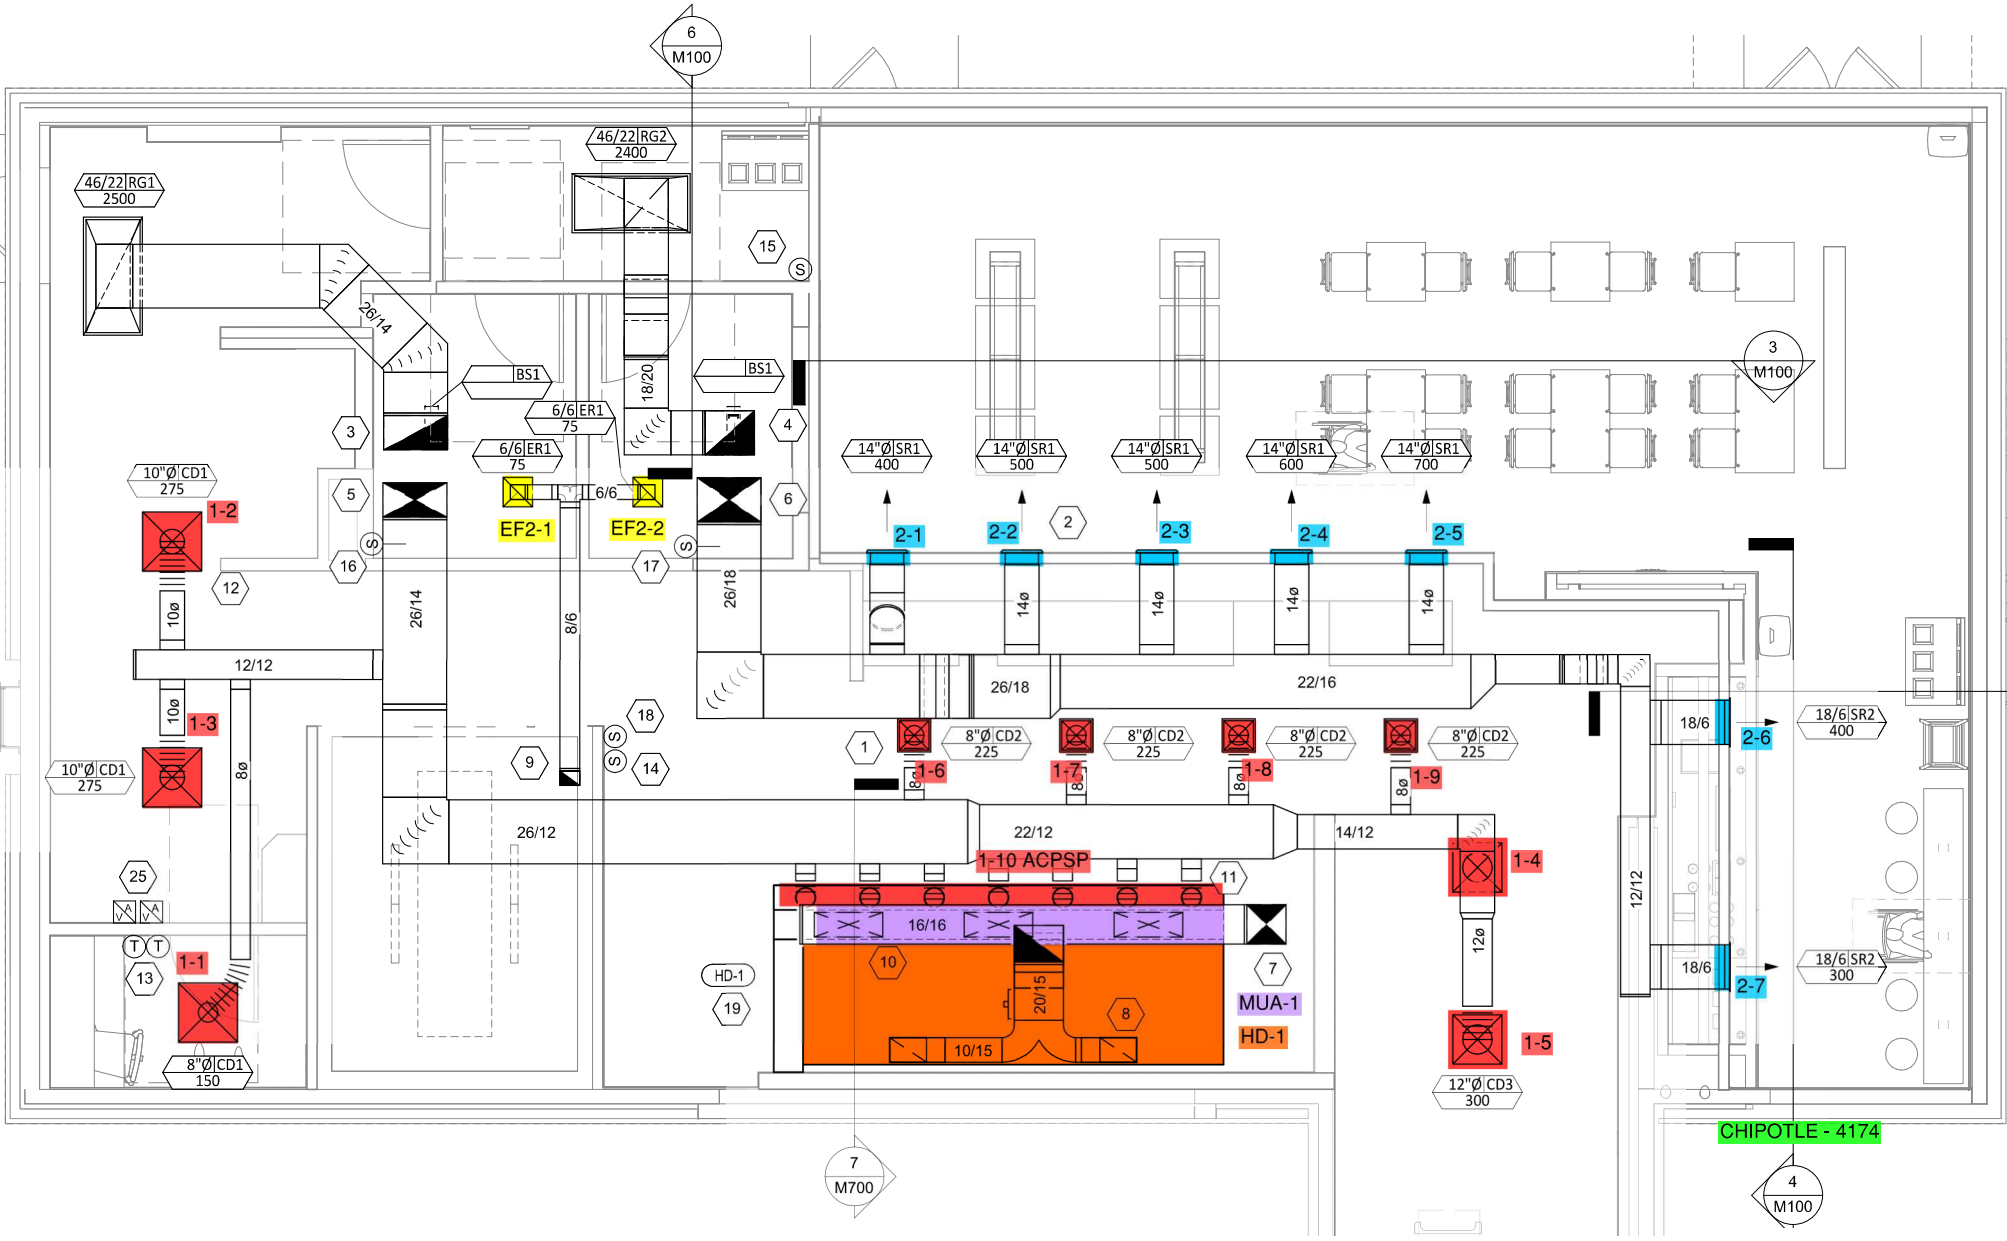 6
M100
46/22 RG2
2400
46/22 RG1
2500
15
S
26/14
3
M100
BS1
BS1
18/20
6/6 ER1
75
3
4
6/6 ER1
75
14"Ø SR1
400
14"Ø SR1
500
14"Ø SR1
500
14"Ø SR1
600
14"Ø SR1
700
10"Ø CD1
275
1-2
5
6/6
6
EF2-1
EF2-2
2
2-1
2-2
2-3
2-4
2-5
S
S
16
17
12
10ø
26/14
8/6
26/18
14ø
14ø
14ø
14ø
12/12
26/18
22/16
10ø
1-3
18
S
18/6
18/6 SR2
400
2-6
1
8"Ø CD2
225
8"Ø CD2
225
8"Ø CD2
225
8"Ø CD2
225
10"Ø CD1
275
8ø
9
S
14
1-6
1-7
1-8
1-9
8ø
8ø
8ø
8ø
26/12
22/12
14/12
1-10 ACPSP
1-4
25
11
12/12
V A
V A
16/16
12ø
T
T
13
1-1
HD-1
19
10
7
18/6
18/6 SR2
300
2-7
20/15
MUA-1
8
HD-1
10/15
1-5
8"Ø CD1
150
12"Ø CD3
300
CHIPOTLE - 4174
7
M700
4
M100